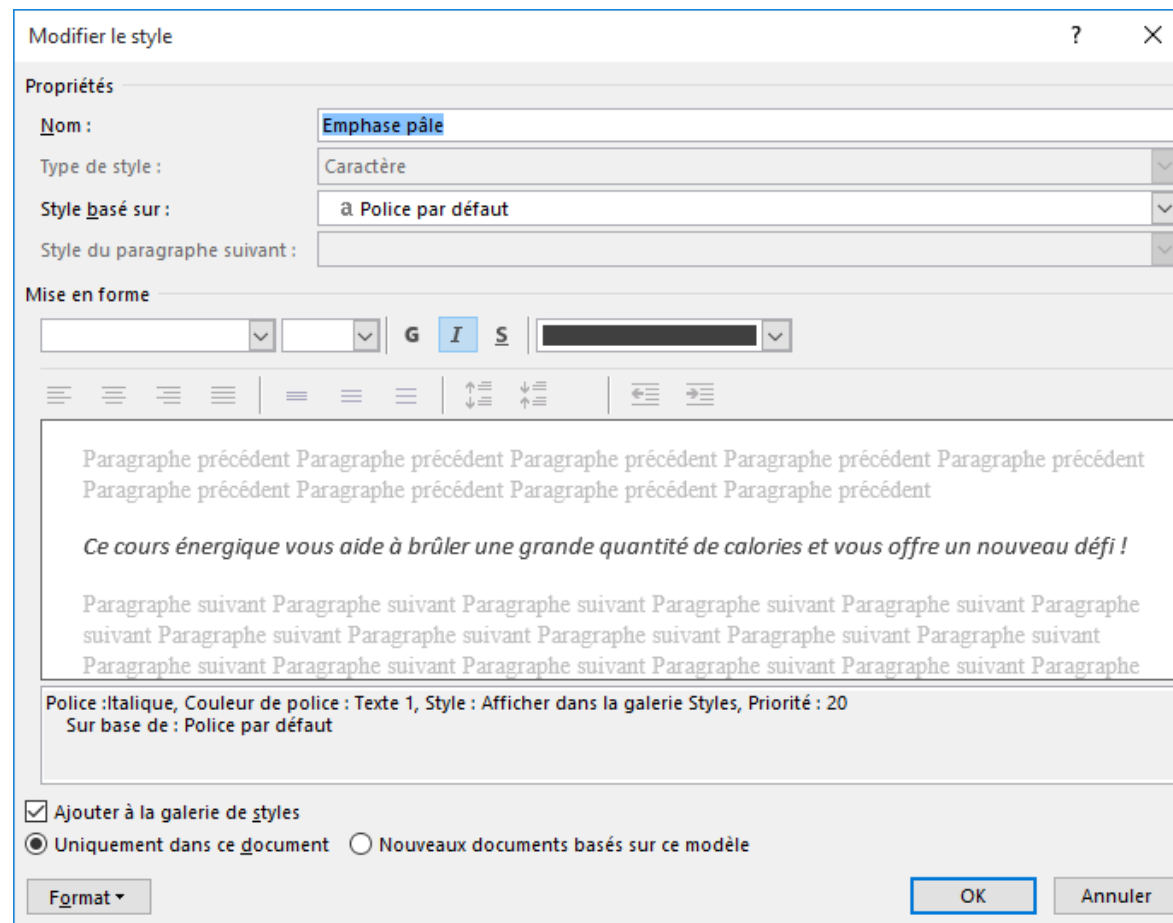 Modifier le style
?
Propriétés
Nom :
Emphase pâle
Type de style :
Caractère
Style basé sur :
a Police par défaut
Style du paragraphe suivant :
Mise en forme
G I S
Paragraphe précédent Paragraphe précédent Paragraphe précédent Paragraphe précédent Paragraphe précédent
Paragraphe précédent Paragraphe précédent Paragraphe précédent Paragraphe précédent
Ce cours énergique vous aide à brûler une grande quantité de calories et vous offre un nouveau défi !
Paragraphe suivant Paragraphe suivant Paragraphe suivant Paragraphe suivant Paragraphe suivant Paragraphe
suivant Paragraphe suivant Paragraphe suivant Paragraphe suivant Paragraphe suivant Paragraphe suivant
Paragraphe suivant Paragraphe suivant Paragraphe suivant Paragraphe suivant Paragraphe suivant Paragraphe
Police :Italique, Couleur de police : Texte 1, Style : Afficher dans la galerie Styles, Priorité : 20
Sur base de : Police par défaut
Ajouter à la galerie de styles
Uniquement dans ce document Nouveaux documents basés sur ce modèle
Format
OK
Annuler